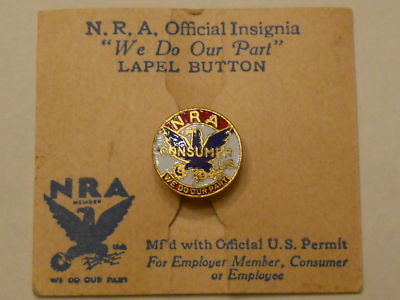 N. R. A. Official Insignia
"We Do Our Part"
LAPEL BUTTON
NRA
CONSUMER
U.S.
WE DO OUR PART
NRA
MEMBER
U.S.
WE DO OUR PART
Mf'd with Official U.S. Permit
For Employer Member, Consumer
or Employee